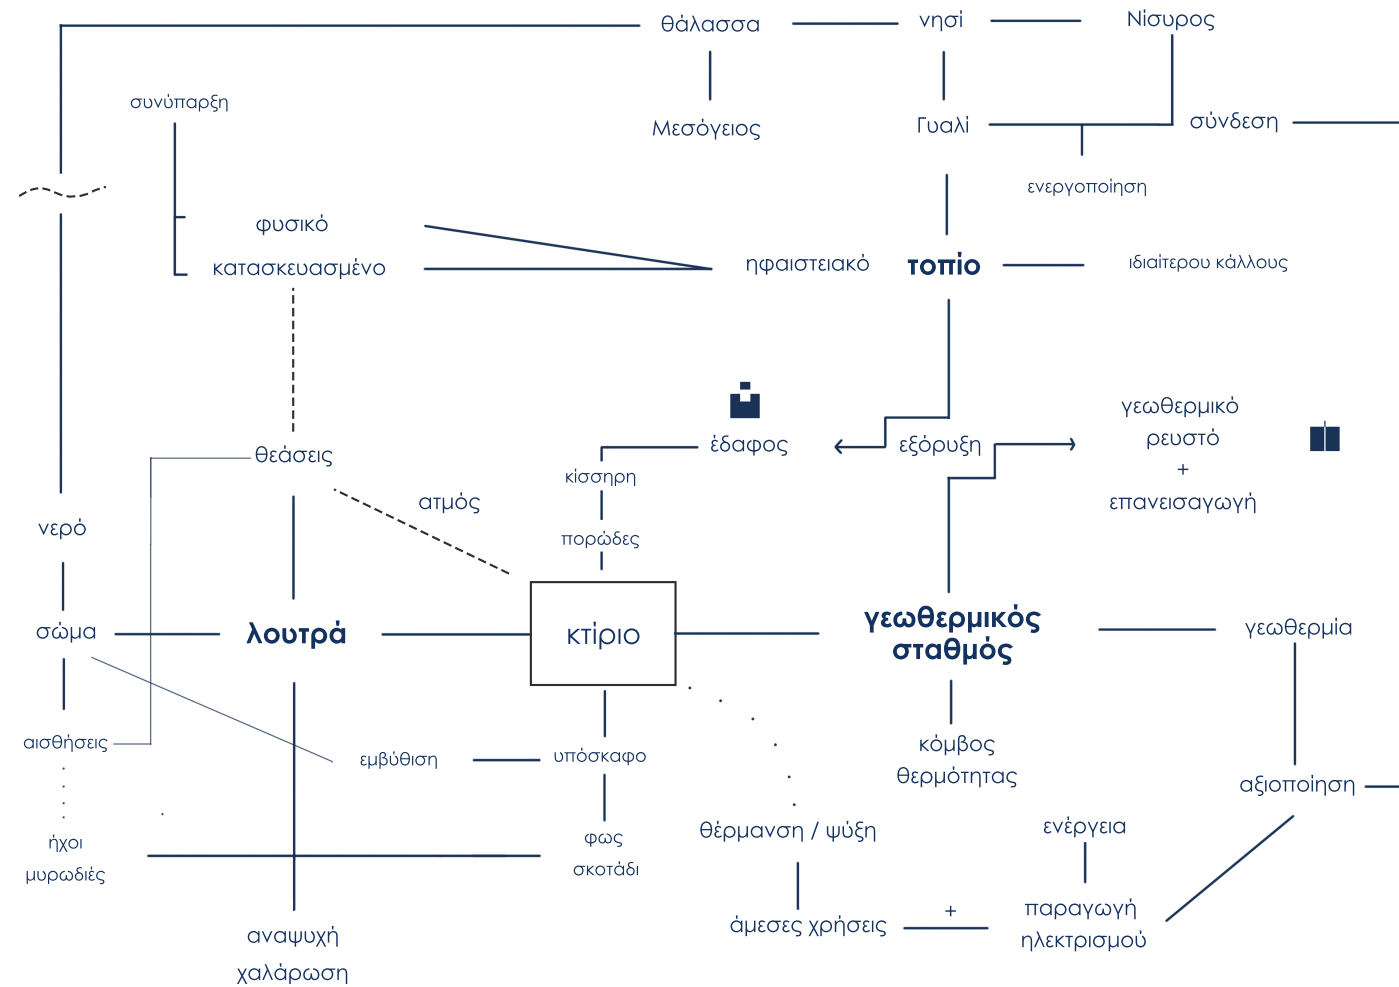 θάλασσα
νησί
Νίσυρος
συνύπαρξη
Μεσόγειος
Γυαλί
σύνδεση
ενεργοποίηση
φυσικό
κατασκευασμένο
ηφαιστειακό
τοπίο
ιδιαίτερου κάλλους
γεωθερμικό
ρευστό
+
επανεισαγωγή
έδαφος
εξόρυξη
θεάσεις
κίσσηρη
ατμός
νερό
πορώδες
σώμα
λουτρά
κτίριο
γεωθερμικός
σταθμός
γεωθερμία
αισθήσεις
εμβύθιση
υπόσκαφο
κόμβος
θερμότητας
αξιοποίηση
ήχοι
μυρωδιές
φως
σκοτάδι
θέρμανση / ψύξη
ενέργεια
άμεσες χρήσεις
+
παραγωγή
ηλεκτρισμού
αναψυχή
χαλάρωση